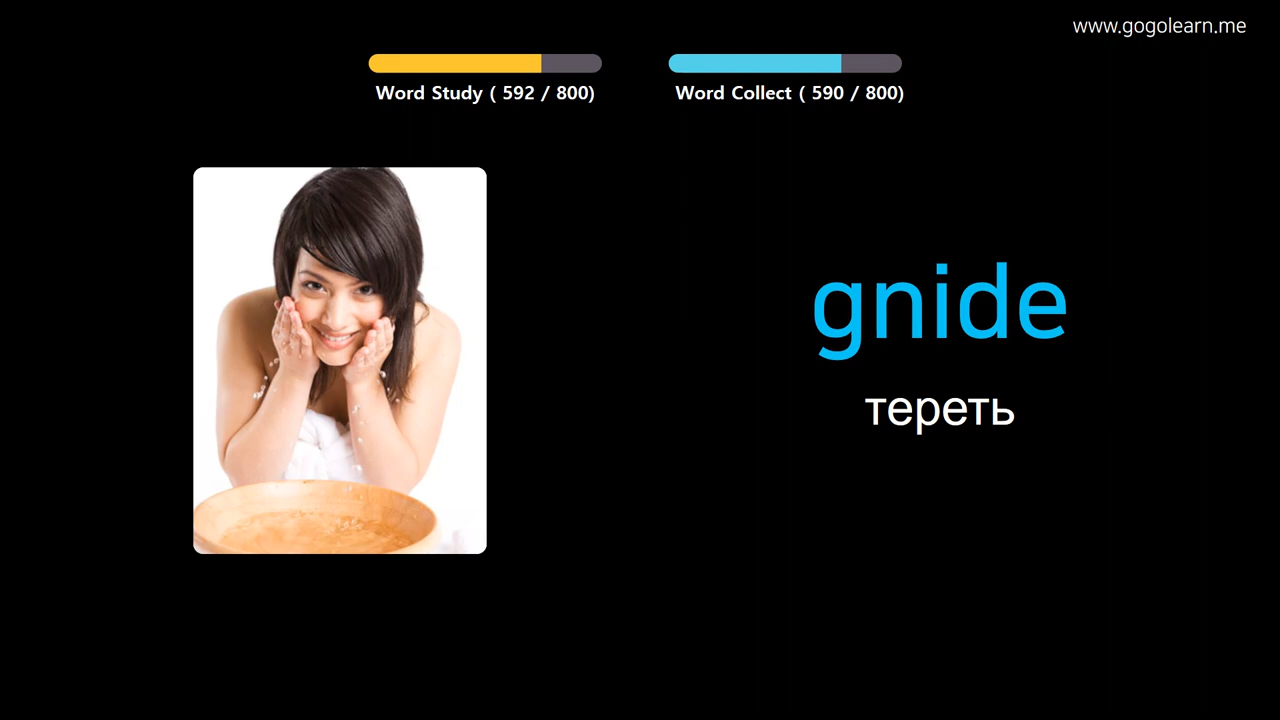 www.gogolearn.me
Word Study ( 592 / 800)
Word Collect ( 590 / 800)
gnide
тереть